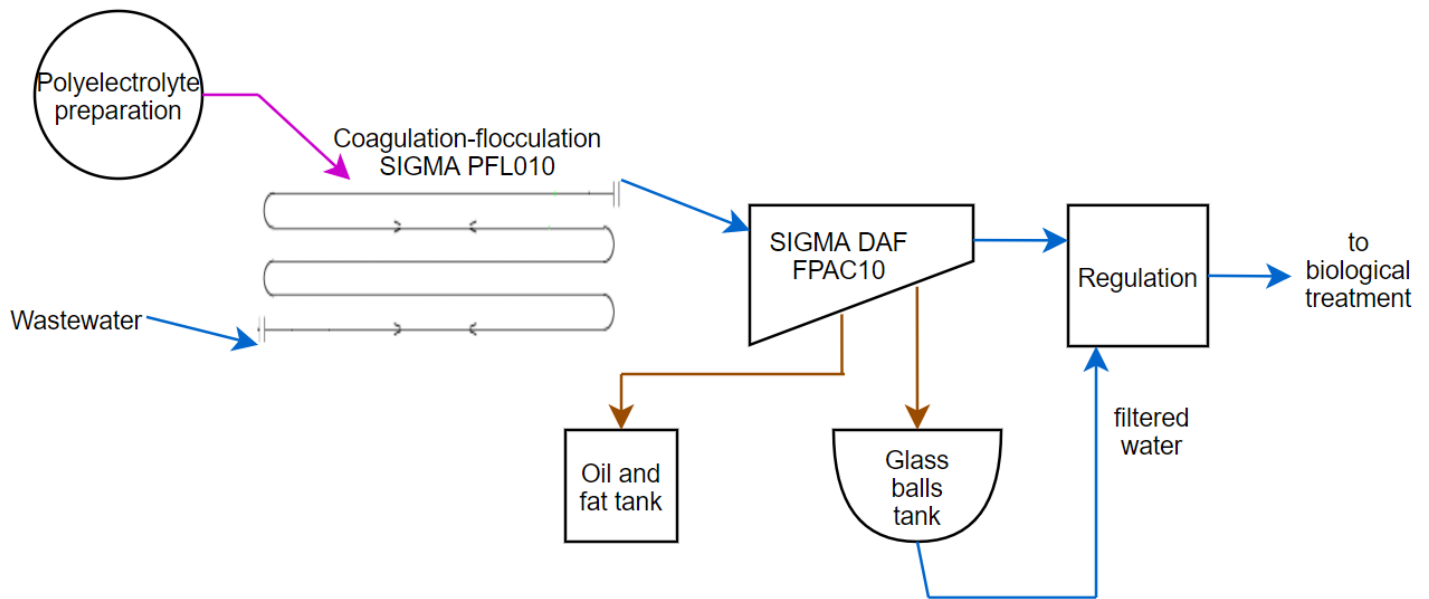 Polyelectrolyte
preparation
Coagulation-flocculation
SIGMA PFL010
Wastewater
SIGMA DAF
FPAC10
Regulation
to
biological
treatment
Oil and
fat tank
Glass
balls
tank
filtered
water